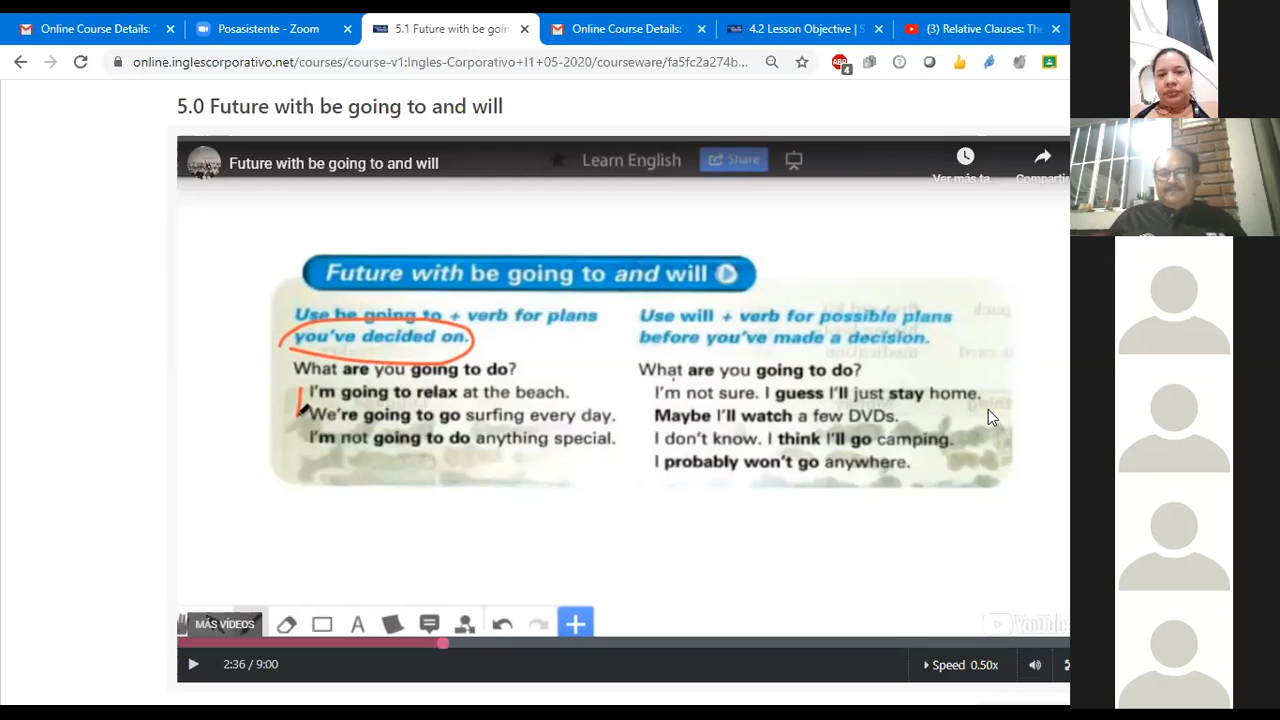 Online Course Details:
Posasistente - Zoom
5.1 Future with be goin
Online Course Details:
4.2 Lesson Objective | S
(3) Relative Clauses: The
online.inglescorporativo.net/courses/course-v1:Ingles-Corporativo+I1+05-2020/courseware/fa5fc2a274b...
4
5.0 Future with be going to and will
Future with be going to and will
Learn English
Share
Ver más ta...
Compartir
Future with be going to and will
Use be going to + verb for plans
you've decided on.
What are you going to do?
I'm going to relax at the beach.
We're going to go surfing every day.
I'm not going to do anything special.
Use will + verb for possible plans
before you've made a decision.
What are you going to do?
I'm not sure. I guess I'll just stay home.
Maybe I'll watch a few DVDs.
I don't know. I think I'll go camping.
I probably won't go anywhere.
MÁS VÍDEOS
A
YouTube
2:36 / 9:00
Speed 0.50x